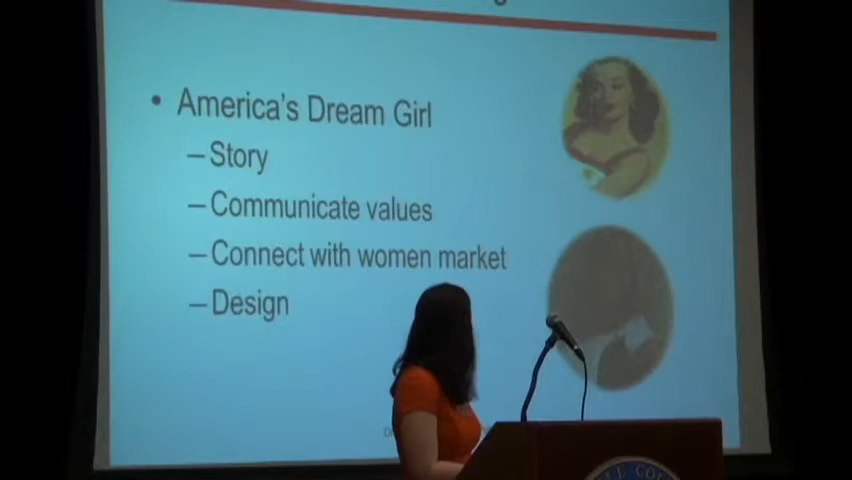 • America's Dream Girl
– Story
– Communicate values
– Connect with women market
– Design